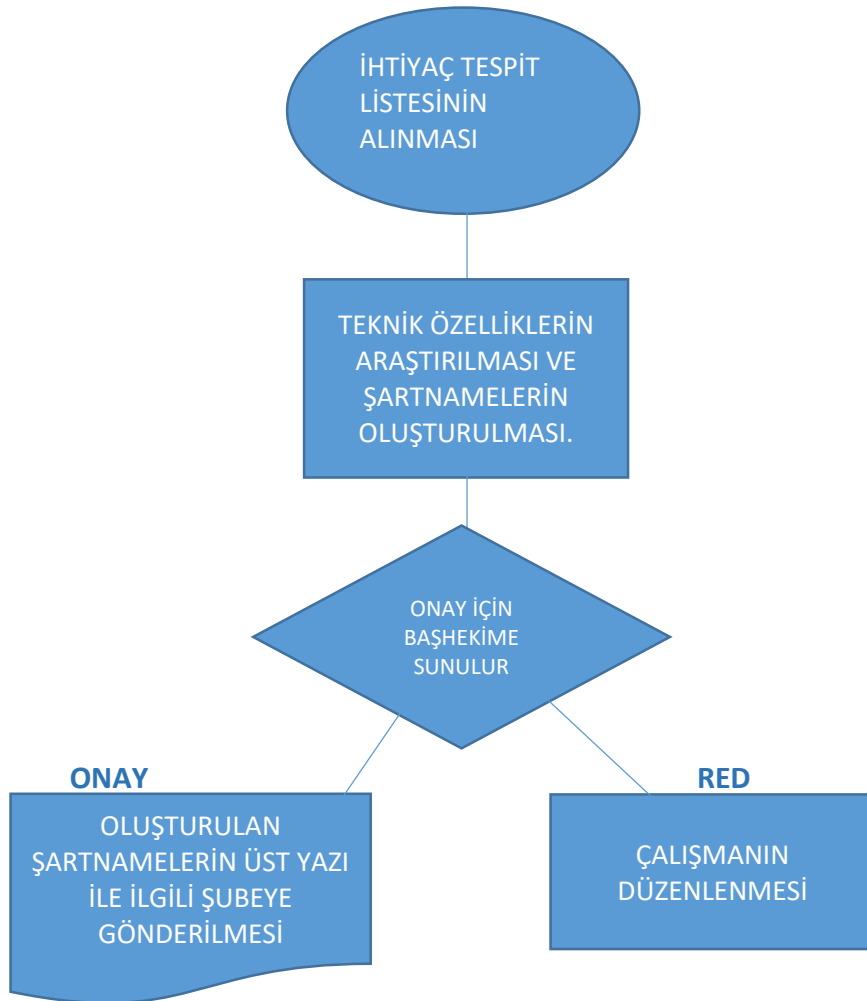 İHTİYAÇ TESPİT
LİSTESİNİN
ALINMASI
TEKNİK ÖZELLİKLERİN
ARAŞTIRILMASI VE
ŞARTNAMELERİN
OLUŞTURULMASI.
ONAY İÇİN
BAŞHEKİME
SUNULUR
ONAY
OLUŞTURULAN
ŞARTNAMELERİN ÜST YAZI
İLE İLGİLİ ŞUBEYE
GÖNDERİLMESİ
RED
ÇALIŞMANIN
DÜZENLENMESİ